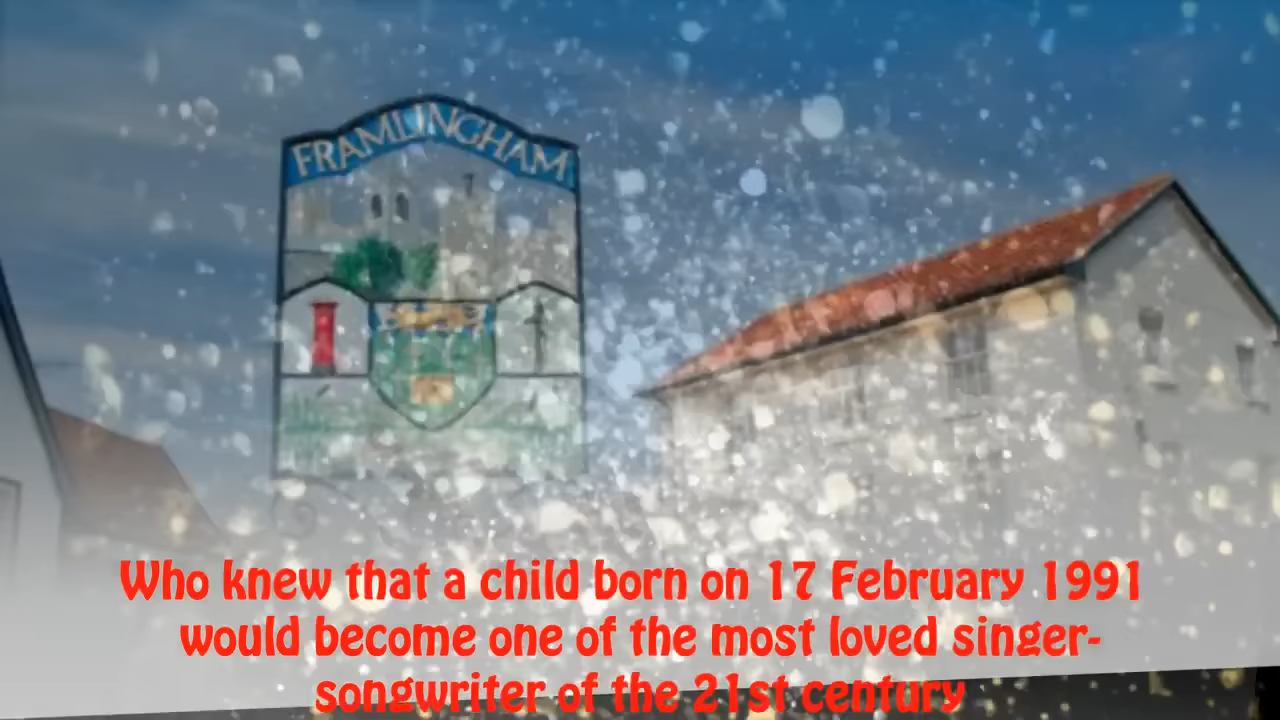 FRAMLINGHAM
Who knew that a child born on 17 February 1991
would become one of the most loved singer-
songwriter of the 21st century